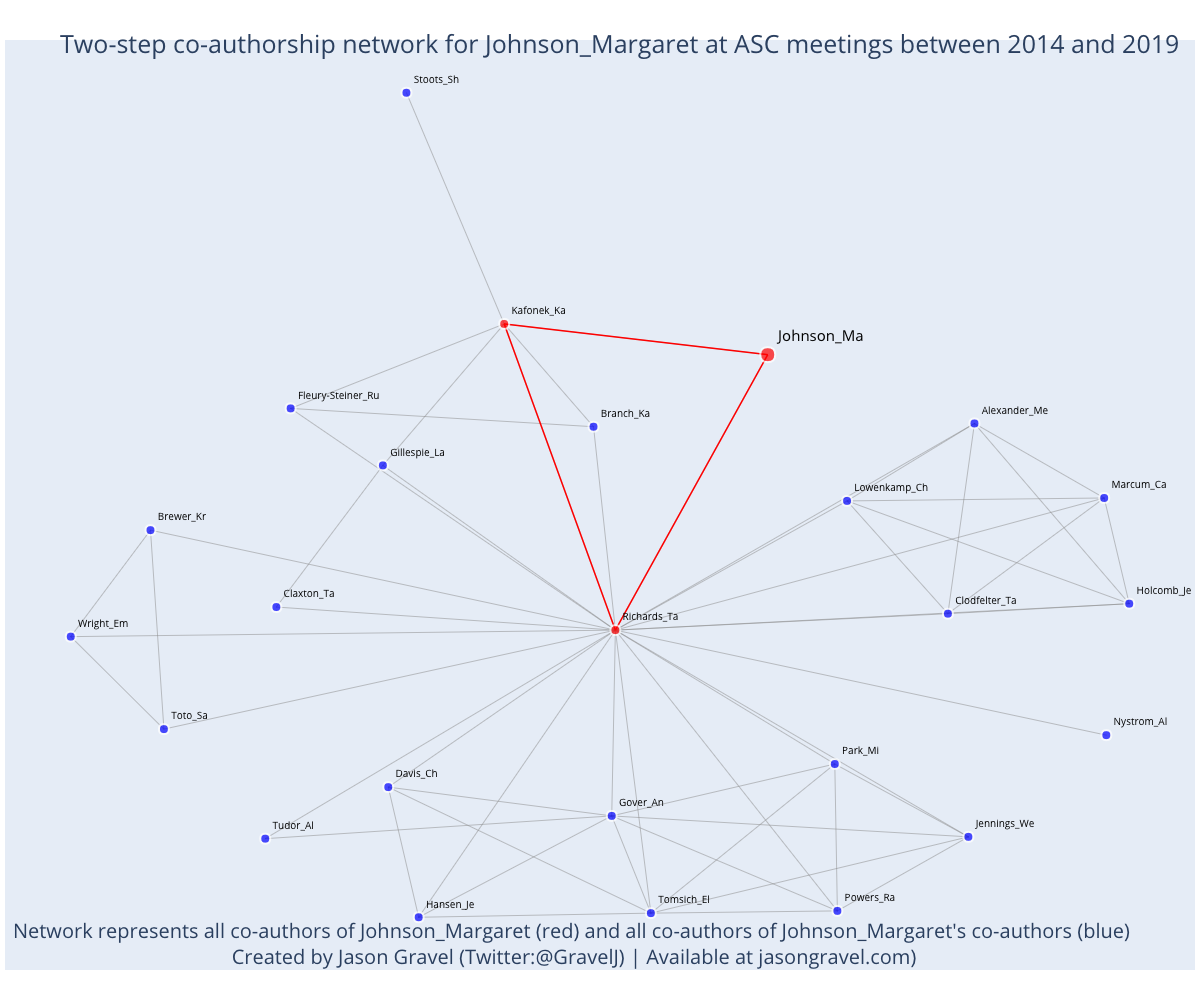 Two-step co-authorship network for Johnson_Margaret at ASC meetings between 2014 and 2019
Stoots_Sh
Kafonek_Ka
Johnson_Ma
Fleury-Steiner_Ru
Branch_Ka
Alexander_Me
Gillespie_La
Lowenkamp_Ch
Marcum_Ca
Brewer_Kr
Claxton_Ta
Holcomb_Je
Clodfelter_Ta
Richards_Ta
Wright_Em
Toto_Sa
Nystrom_Al
Park_Mi
Davis_Ch
Gover_An
Tudor_Al
Jennings_We
Hansen_Je
Tomsich_El
Powers_Ra
Network represents all co-authors of Johnson_Margaret (red) and all co-authors of Johnson_Margaret's co-authors (blue)
Created by Jason Gravel (Twitter:@GravelJ) | Available at jasongravel.com)